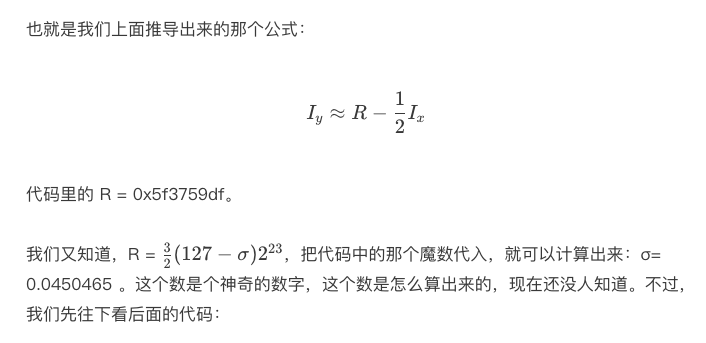 也就是我们上面推导出来的那个公式：
I_y ≈ R − \frac{1}{2} I_x
代码里的 R = 0x5f3759df。
我们又知道，R = \frac{3}{2}(127 − σ)2^{23}，把代码中的那个魔数代入，就可以计算出来：σ=
0.0450465 。这个数是个神奇的数字，这个数是怎么算出来的，现在还没人知道。不过，
我们先往下看后面的代码：